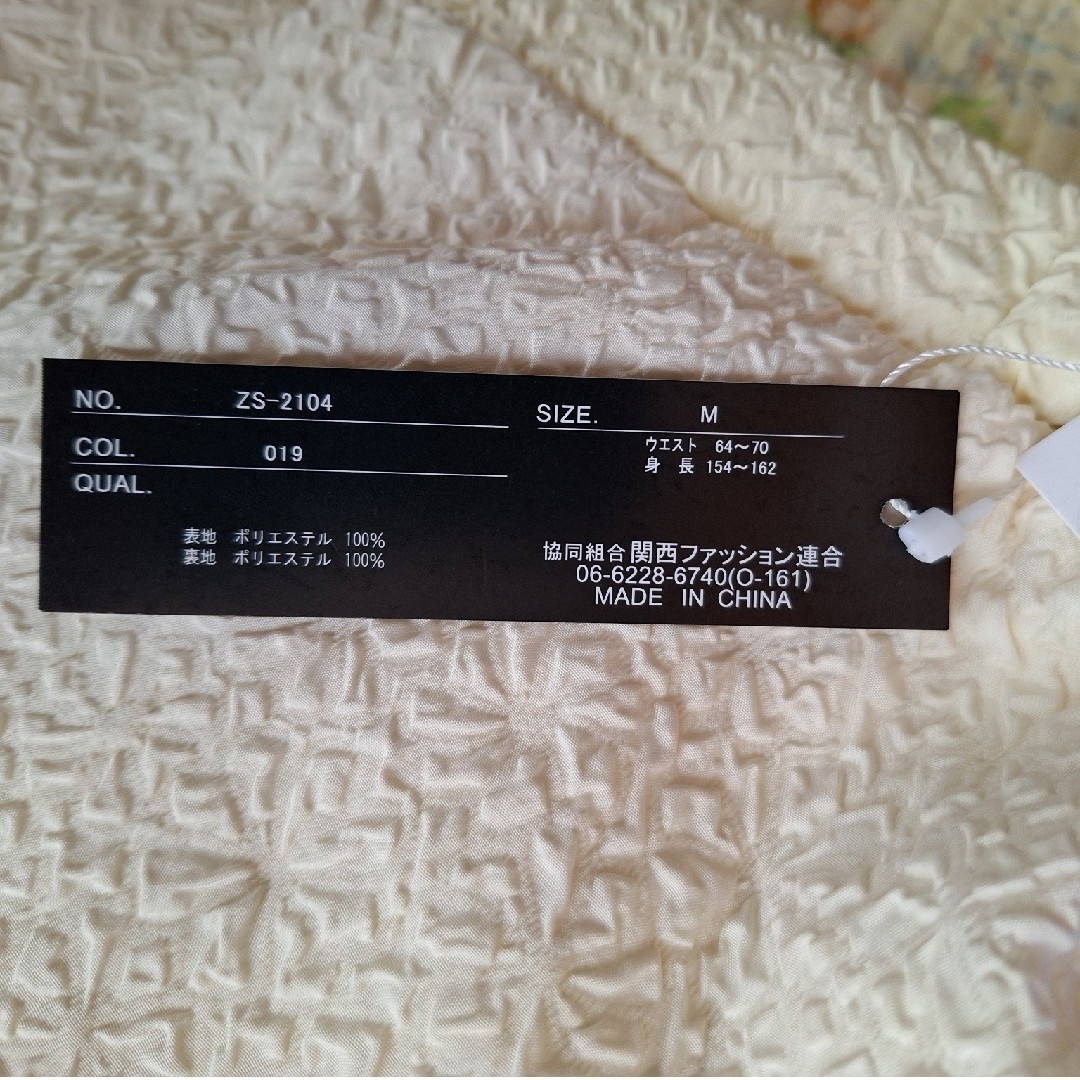 NO. ZS-2104
COL. 019
QUAL.
表地 ポリエステル 100%
裏地 ポリエステル 100%
SIZE. M
ウエスト 64〜70
身 長 154〜162
協同組合関西ファッション連合
06-6228-6740(O-161)
MADE IN CHINA